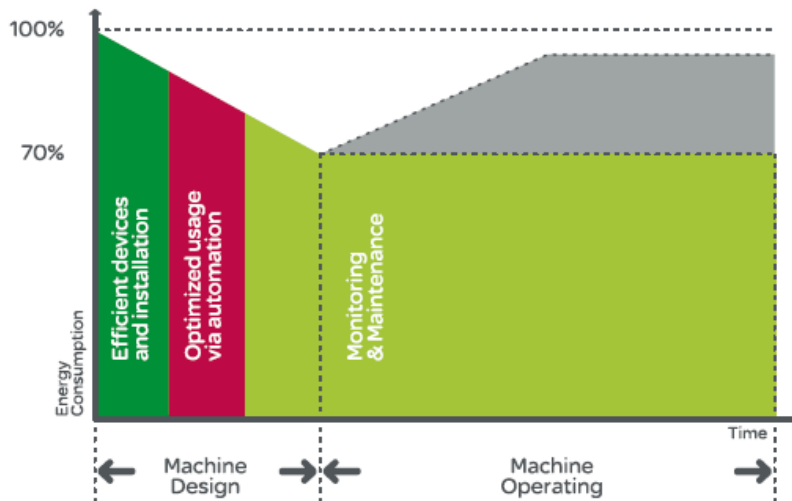 100%
70%
Energy
Consumption
Efficient devices
and installation
Optimized usage
via automation
Monitoring
& Maintenance
Time
Machine
Design
Machine
Operating